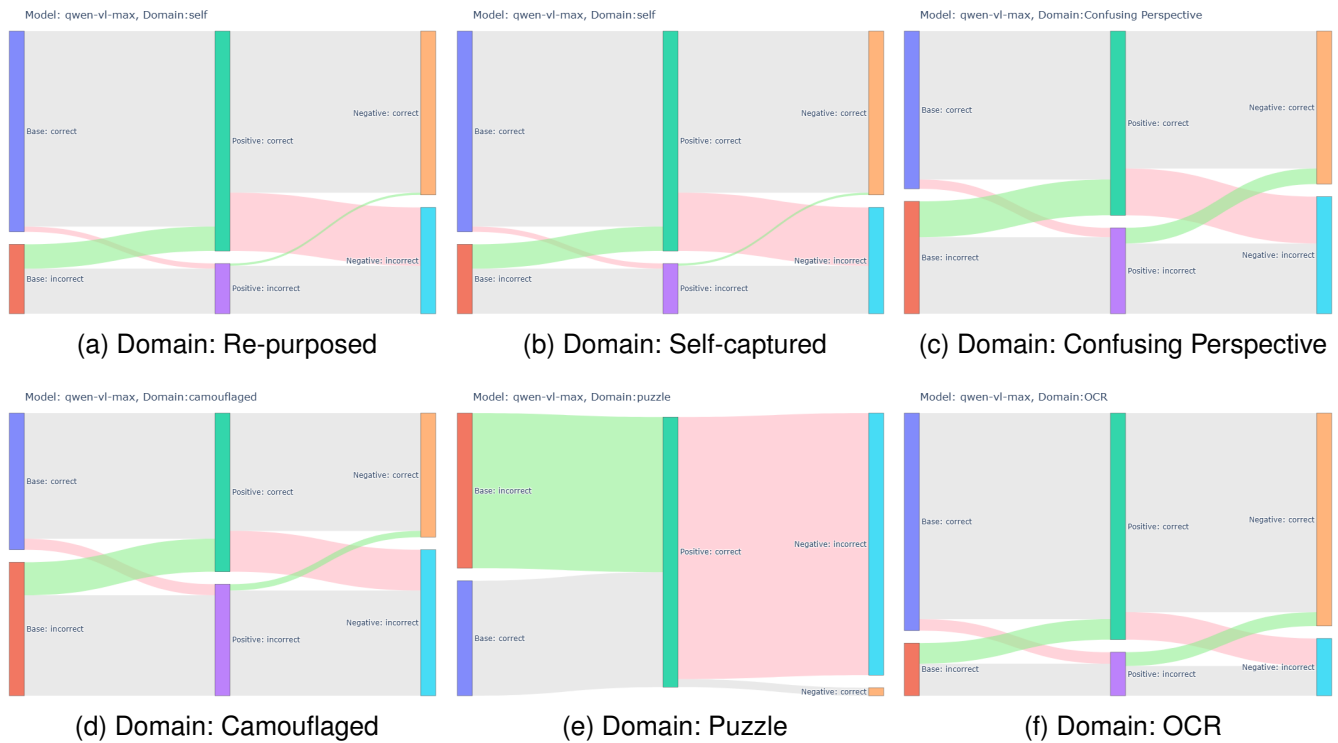 Model: qwen-vl-max, Domain:self
Base: correct
Base: incorrect
Positive: correct
Positive: incorrect
Negative: correct
Negative: incorrect
(a) Domain: Re-purposed
Model: qwen-vl-max, Domain:self
Base: correct
Base: incorrect
Positive: correct
Positive: incorrect
Negative: correct
Negative: incorrect
(b) Domain: Self-captured
Model: qwen-vl-max, Domain:Confusing Perspective
Base: correct
Base: incorrect
Positive: correct
Positive: incorrect
Negative: correct
Negative: incorrect
(c) Domain: Confusing Perspective
Model: qwen-vl-max, Domain:camouflaged
Base: correct
Base: incorrect
Positive: correct
Positive: incorrect
Negative: correct
Negative: incorrect
(d) Domain: Camouflaged
Model: qwen-vl-max, Domain:puzzle
Base: incorrect
Base: correct
Positive: correct
Negative: incorrect
Negative: correct
(e) Domain: Puzzle
Model: qwen-vl-max, Domain:OCR
Base: correct
Base: incorrect
Positive: correct
Positive: incorrect
Negative: correct
Negative: incorrect
(f) Domain: OCR